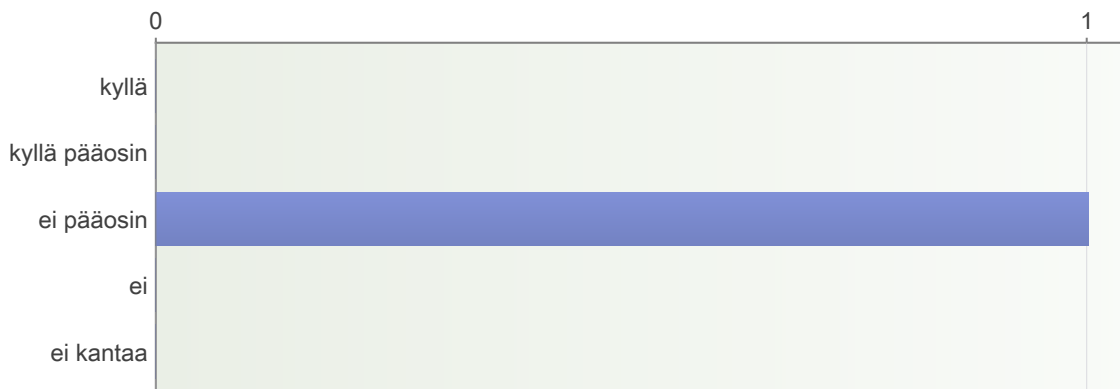 0 1
kyllä
kyllä pääosin
ei pääosin
ei
ei kantaa